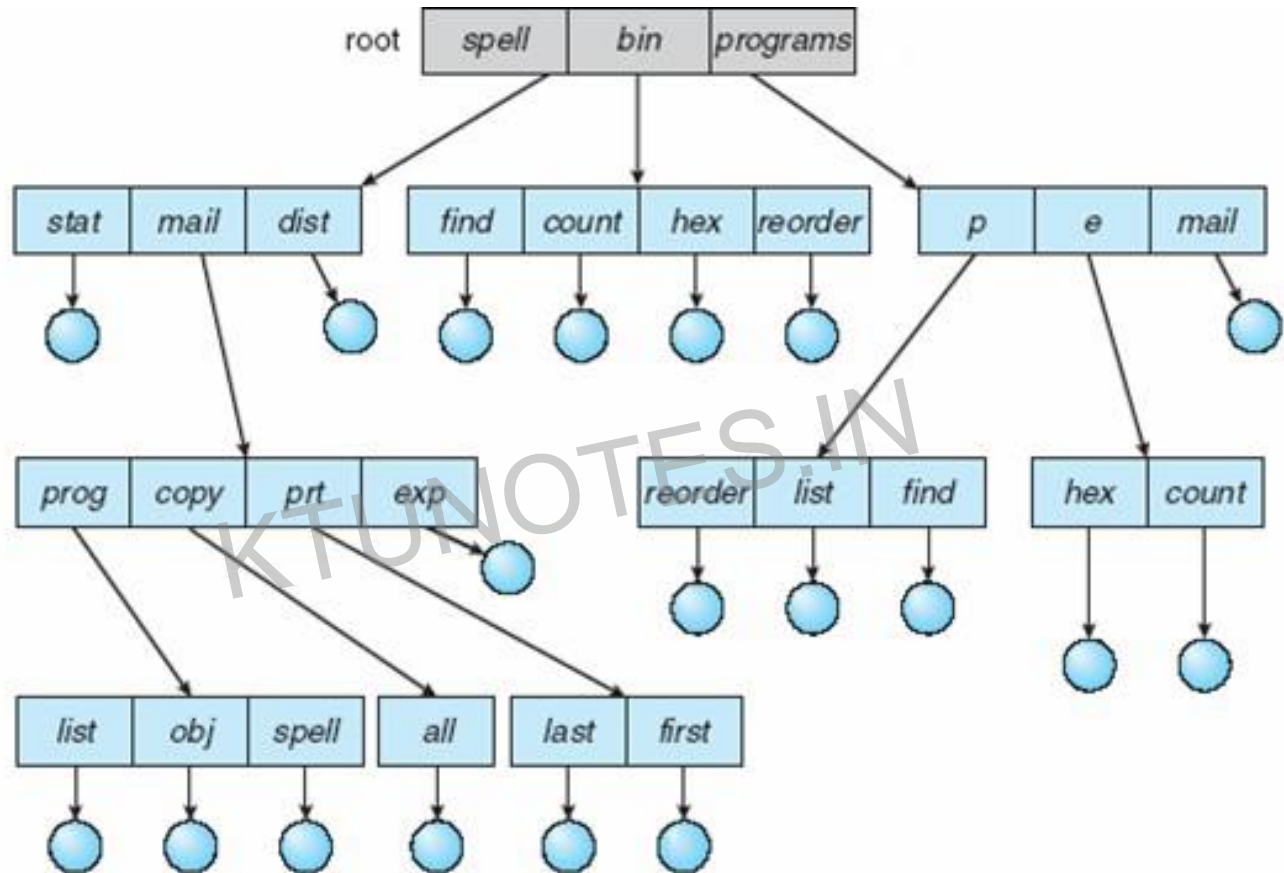 root spell bin programs
stat mail dist find count hex reorder p e mail
prog copy prt exp reorder list find hex count
KTUNOTES.IN
list obj spell all last first